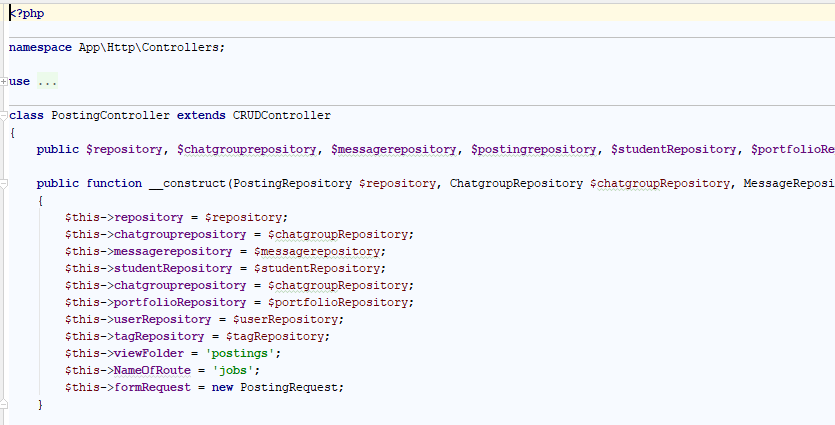 <?php
namespace App\Http\Controllers;
use ...
class PostingController extends CRUDController
{
public $repository, $chatgrouprepository, $messagerepository, $postingrepository, $studentRepository, $portfolioRe
public function __construct(PostingRepository $repository, ChatgroupRepository $chatgroupRepository, MessageReposi
{
$this->repository = $repository;
$this->chatgrouprepository = $chatgroupRepository;
$this->messagerepository = $messagerepository;
$this->studentRepository = $studentRepository;
$this->chatgrouprepository = $chatgroupRepository;
$this->portfolioRepository = $portfolioRepository;
$this->userRepository = $userRepository;
$this->tagRepository = $tagRepository;
$this->viewFolder = 'postings';
$this->NameOfRoute = 'jobs';
$this->formRequest = new PostingRequest;
}